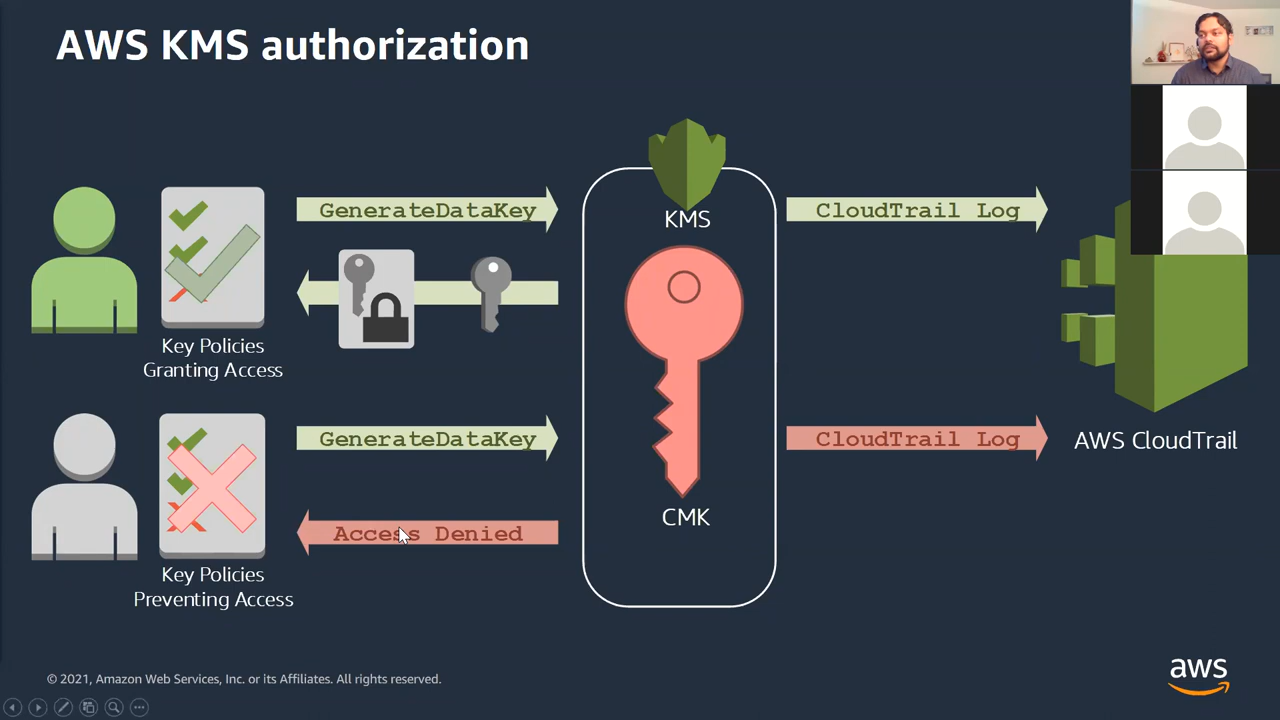 AWS KMS authorization
GenerateDataKey
KMS
CloudTrail Log
Key Policies
Granting Access
GenerateDataKey
CloudTrail Log
AWS CloudTrail
CMK
Access Denied
Key Policies
Preventing Access
© 2021, Amazon Web Services, Inc. or its Affiliates. All rights reserved.
aws